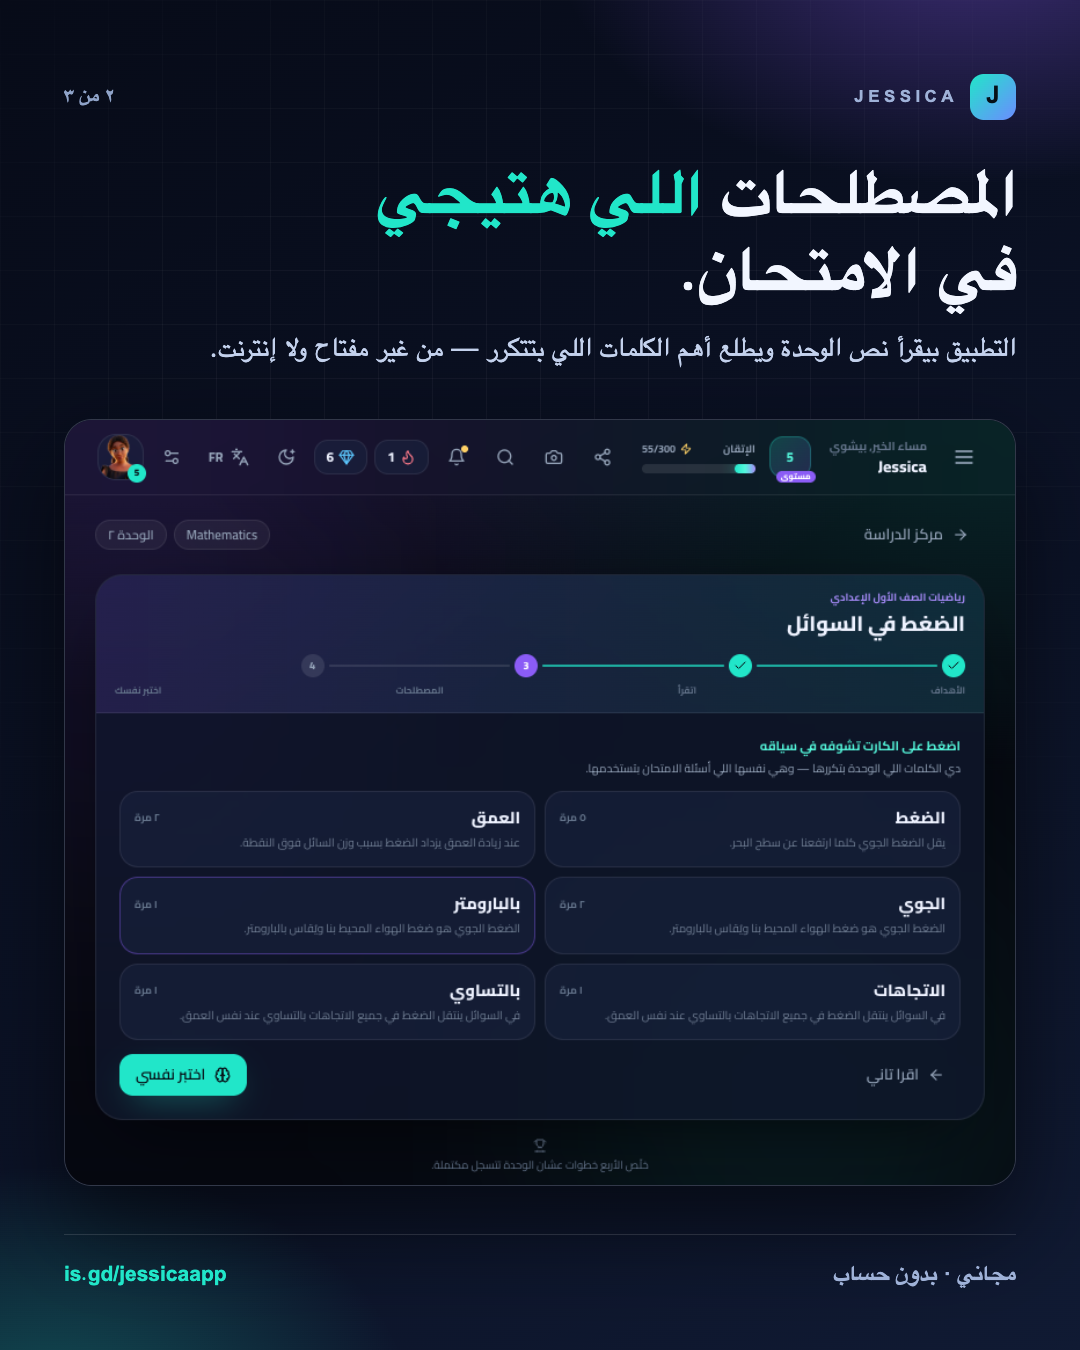 J JESSICA
٢ من ٣
المصطلحات اللي هتيجي
في الامتحان.
التطبيق بيقرأ نص الوحدة ويطلع أهم الكلمات اللي بتتكرر — من غير مفتاح ولا إنترنت.
مساء الخير, بيشوي
Jessica
5
مستوى
الإتقان 55/300
1
6
FR
5
مركز الدراسة
Mathematics
الوحدة ٢
رياضيات الصف الأول الإعدادي
الضغط في السوائل
3 4
الأهداف اتقرأ المصطلحات اختبر نفسك
اضغط على الكارت تشوفه في سياقه
دي الكلمات اللي الوحدة بتكررها — وهي نفسها اللي أسئلة الامتحان بتستخدمها.
الضغط ٥ مرة
يقل الضغط الجوي كلما ارتفعنا عن سطح البحر.
العمق ٢ مرة
عند زيادة العمق يزداد الضغط بسبب وزن السائل فوق النقطة.
الجوي ٢ مرة
الضغط الجوي هو ضغط الهواء المحيط بنا ويُقاس بالبارومتر.
بالبارومتر ١ مرة
الضغط الجوي هو ضغط الهواء المحيط بنا ويُقاس بالبارومتر.
الاتجاهات ١ مرة
في السوائل ينتقل الضغط في جميع الاتجاهات بالتساوي عند نفس العمق.
بالتساوي ١ مرة
في السوائل ينتقل الضغط في جميع الاتجاهات بالتساوي عند نفس العمق.
اقرا تاني
اختبر نفسي
خلّص الأربع خطوات عشان الوحدة تتسجل مكتملة.
مجاني · بدون حساب
is.gd/jessicaapp